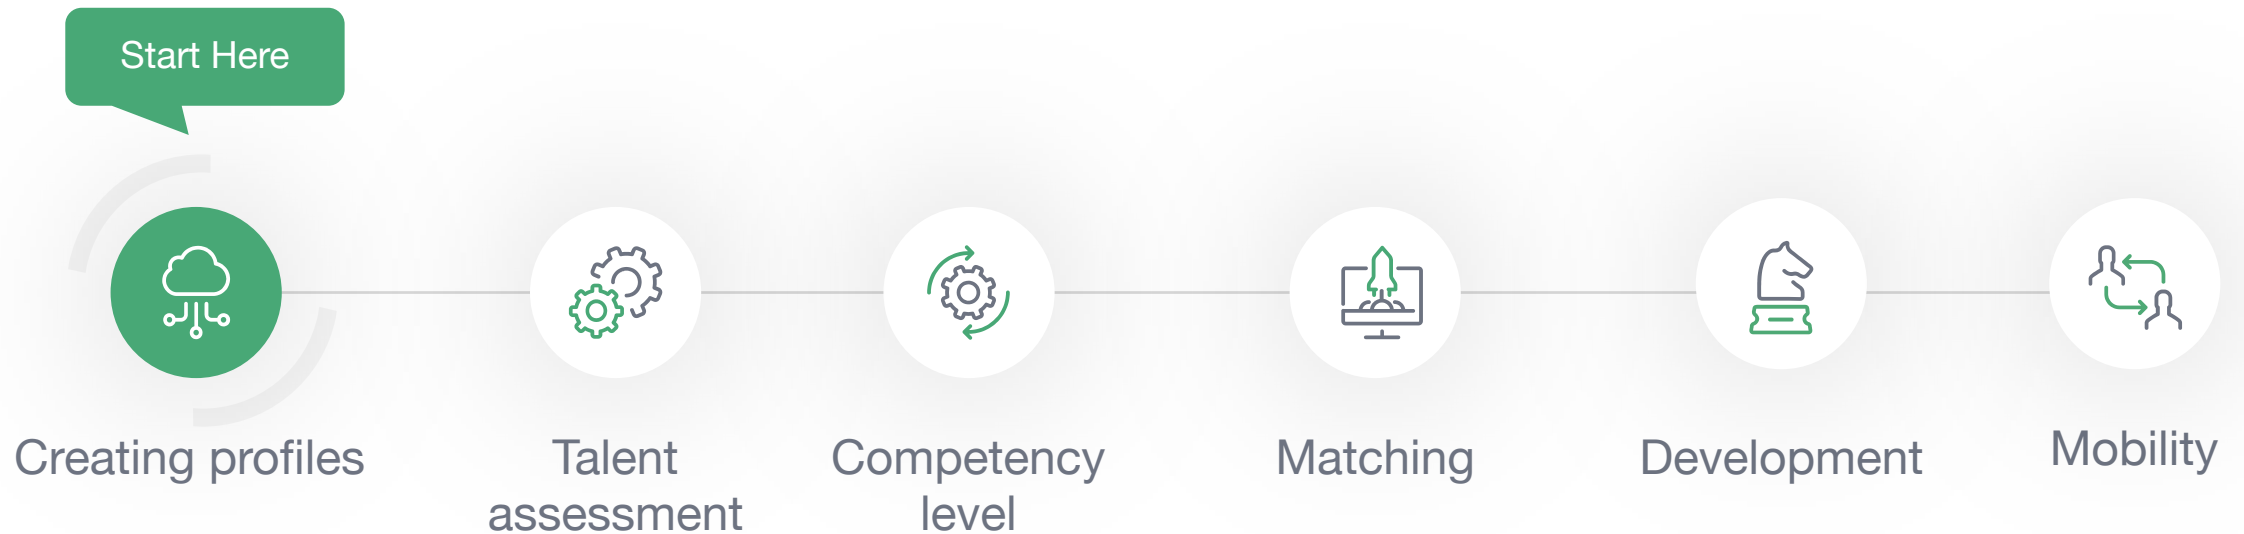 Start Here
Creating profiles
Talent
assessment
Competency
level
Matching
Development
Mobility